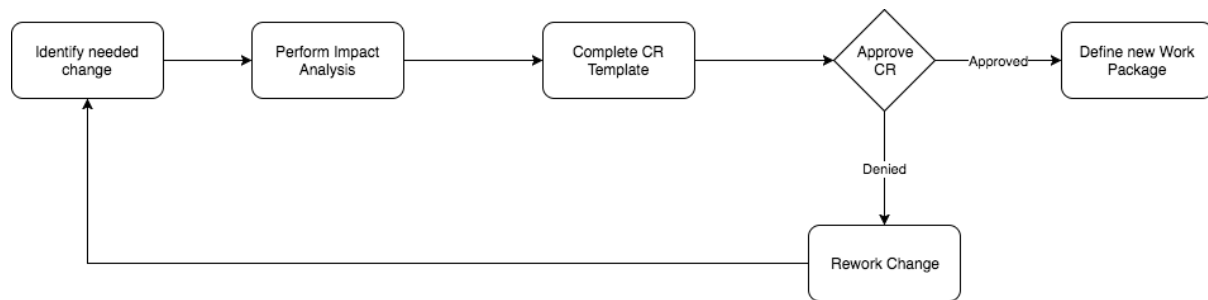 Identify needed
change
Perform Impact
Analysis
Complete CR
Template
Approve
CR
Approved
Define new Work
Package
Denied
Rework Change